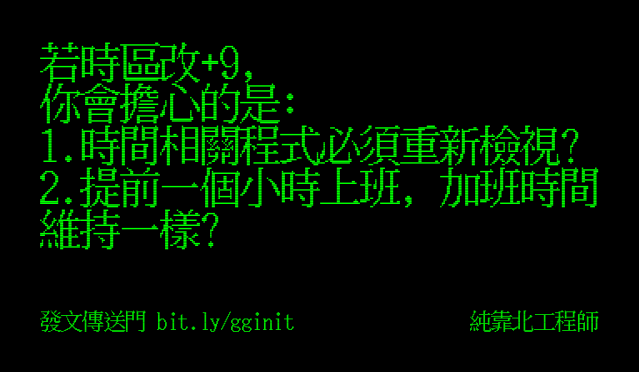 若時區改+9,
你會擔心的是:
1.時間相關程式必須重新檢視?
2.提前一個小時上班, 加班時間
維持一樣?
發文傳送門 bit.ly/gginit
純靠北工程師